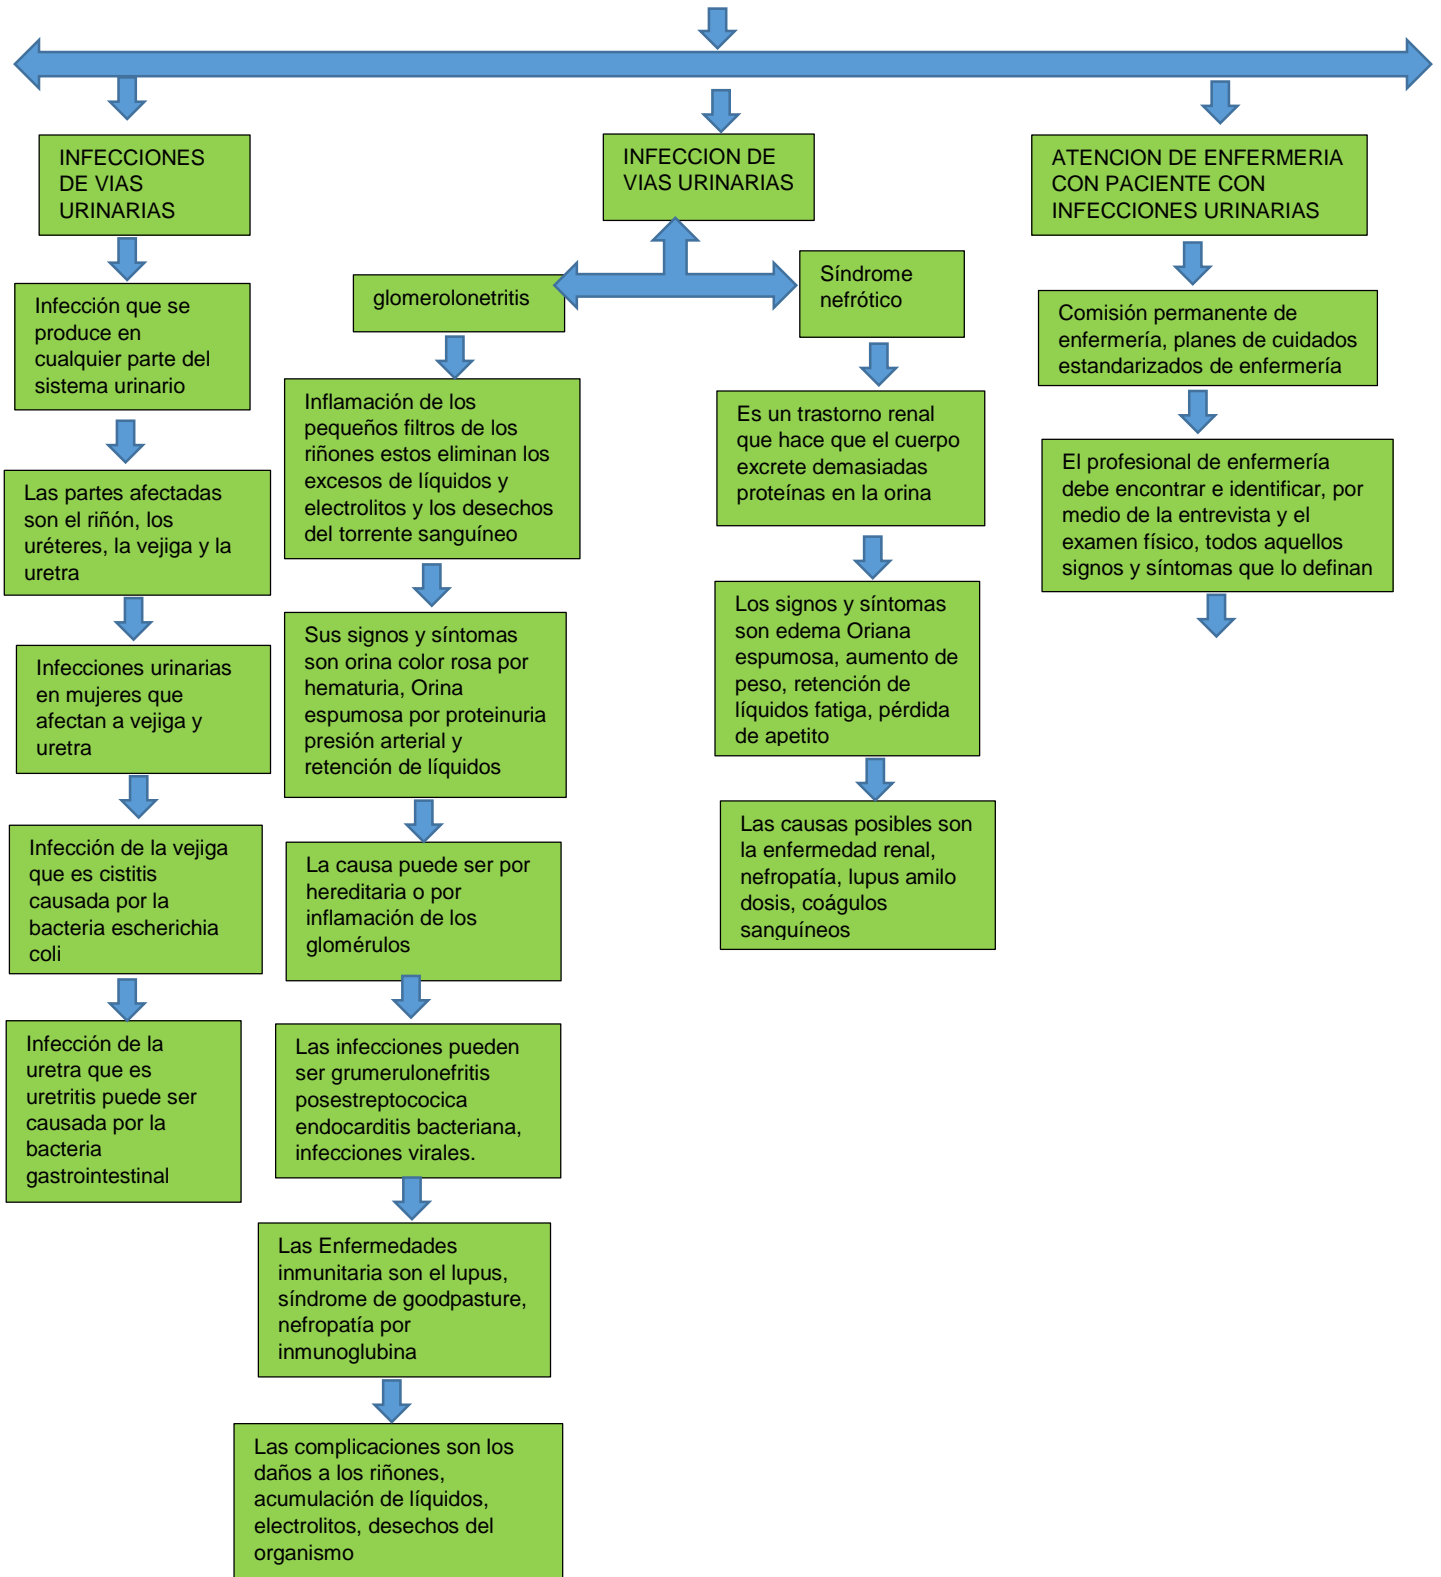 INFECCIONES
DE VIAS
URINARIAS
Infección que se
produce en
cualquier parte del
sistema urinario
Las partes afectadas
son el riñón, los
uréteres, la vejiga y la
uretra
Infecciones urinarias
en mujeres que
afectan a vejiga y
uretra
Infección de la vejiga
que es cistitis
causada por la
bacteria escherichia
coli
Infección de la
uretra que es
uretritis puede ser
causada por la
bacteria
gastrointestinal
INFECCION DE
VIAS URINARIAS
glomerolonetritis
Inflamación de los
pequeños filtros de los
riñones estos eliminan los
excesos de líquidos y
electrolitos y los desechos
del torrente sanguíneo
Sus signos y síntomas
son orina color rosa por
hematuria, Orina
espumosa por proteinuria
presión arterial y
retención de líquidos
La causa puede ser por
hereditaria o por
inflamación de los
glomérulos
Las infecciones pueden
ser grumerulonefritis
posestreptococica
endocarditis bacteriana,
infecciones virales.
Las Enfermedades
inmunitaria son el lupus,
síndrome de goodpasture,
nefropatía por
inmunoglubina
Las complicaciones son los
daños a los riñones,
acumulación de líquidos,
electrolitos, desechos del
organismo
Síndrome
nefrótico
Es un trastorno renal
que hace que el cuerpo
excrete demasiadas
proteínas en la orina
Los signos y síntomas
son edema Oriana
espumosa, aumento de
peso, retención de
líquidos fatiga, pérdida
de apetito
Las causas posibles son
la enfermedad renal,
nefropatía, lupus amilo
dosis, coágulos
sanguíneos
ATENCION DE ENFERMERIA
CON PACIENTE CON
INFECCIONES URINARIAS
Comisión permanente de
enfermería, planes de cuidados
estandarizados de enfermería
El profesional de enfermería
debe encontrar e identificar, por
medio de la entrevista y el
examen físico, todos aquellos
signos y síntomas que lo definan